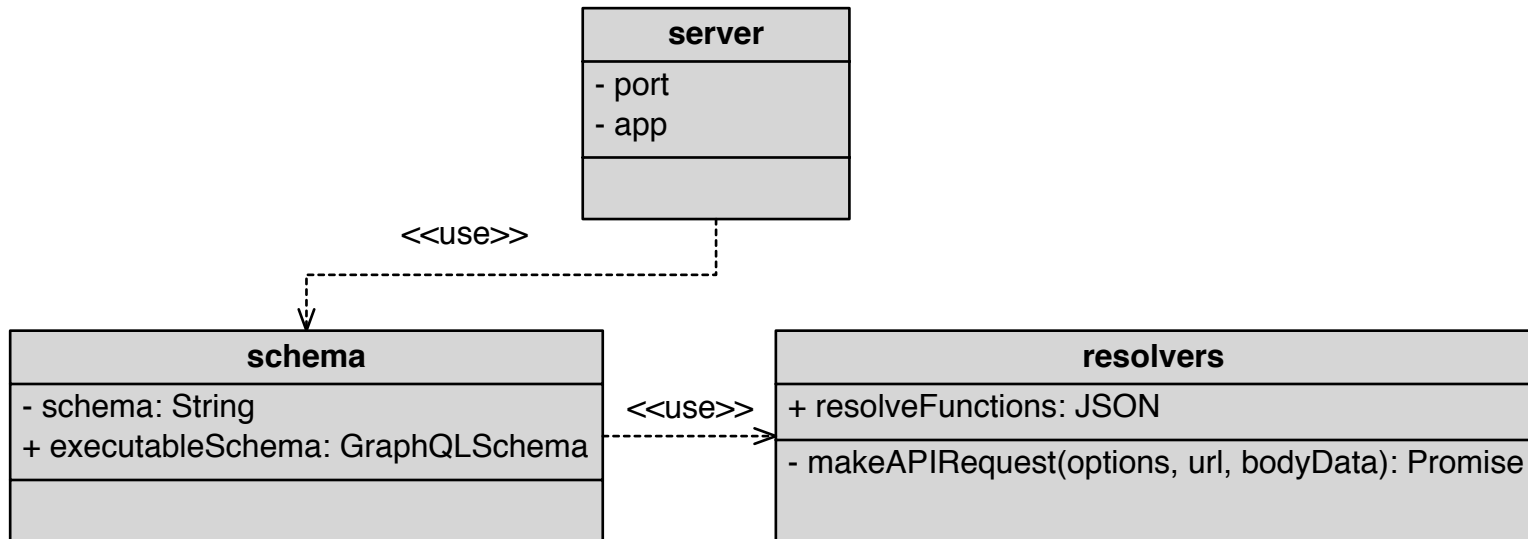 server
- port
- app
<<use>>
schema
- schema: String
+ executableSchema: GraphQLSchema
<<use>>
resolvers
+ resolveFunctions: JSON
- makeAPIRequest(options, url, bodyData): Promise